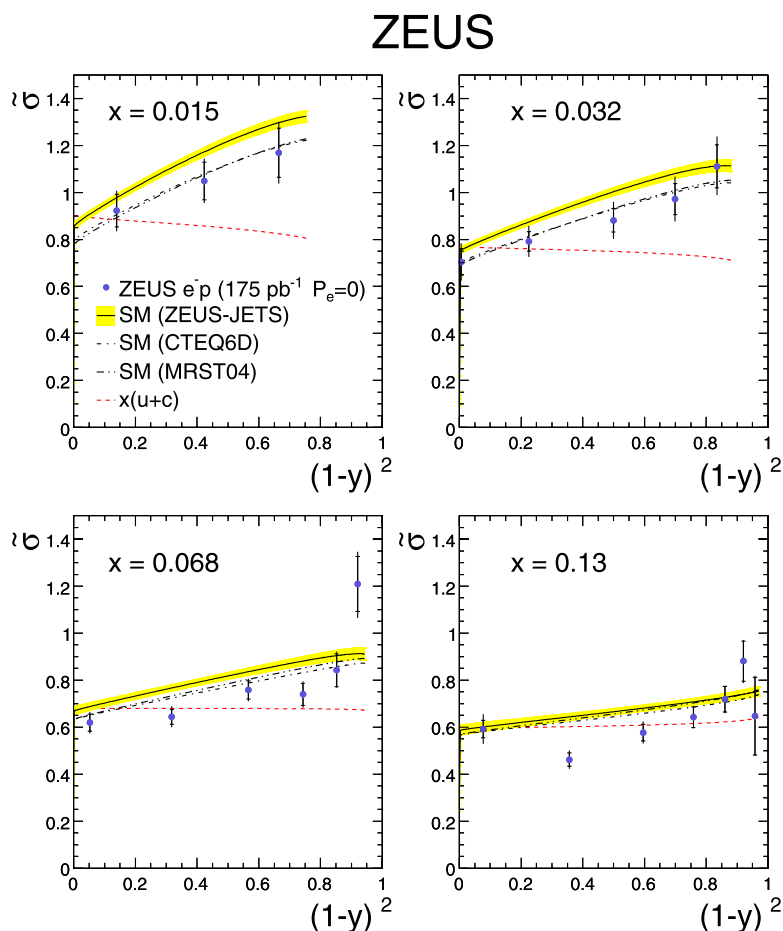 ZEUS
σ̃
x = 0.015
1.4
1.2
1
0.8
0.6
0.4
0.2
0
ZEUS e⁻p (175 pb⁻¹ Pₑ=0)
SM (ZEUS-JETS)
SM (CTEQ6D)
SM (MRST04)
x(u+c)
0 0.2 0.4 0.6 0.8 1
(1-y) ²
σ̃
x = 0.032
1.4
1.2
1
0.8
0.6
0.4
0.2
0
0 0.2 0.4 0.6 0.8 1
(1-y) ²
σ̃
x = 0.068
1.4
1.2
1
0.8
0.6
0.4
0.2
0
0 0.2 0.4 0.6 0.8 1
(1-y) ²
σ̃
x = 0.13
1.4
1.2
1
0.8
0.6
0.4
0.2
0
0 0.2 0.4 0.6 0.8 1
(1-y) ²